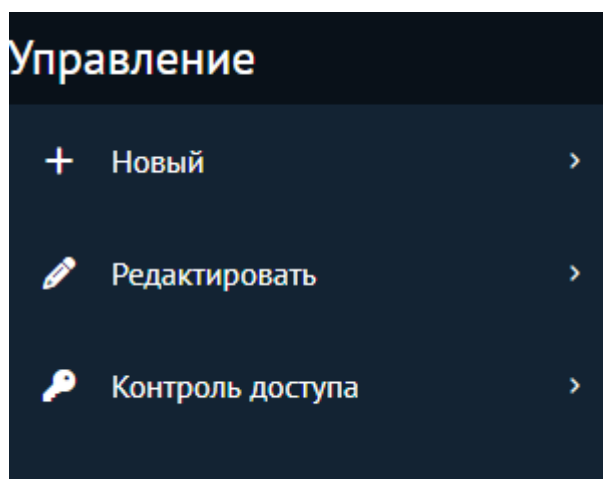 Управление
Новый
Редактировать
Контроль доступа